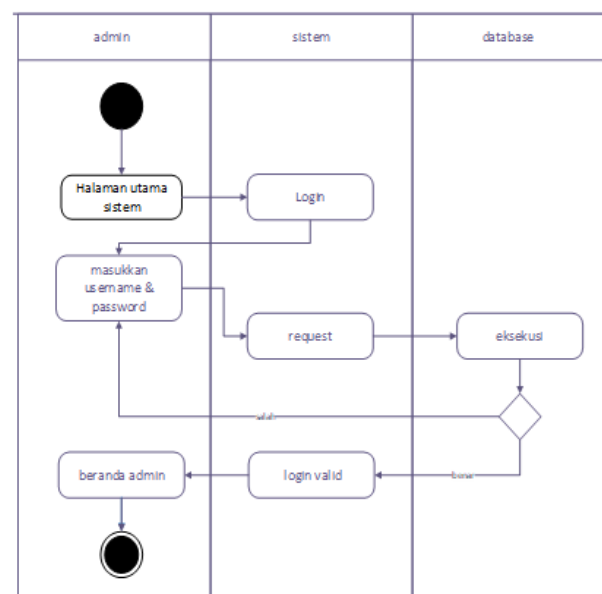 admin
sistem
database
Halaman utama
sistem
Login
masukkan
username &
password
request
eksekusi
beranda admin
login valid